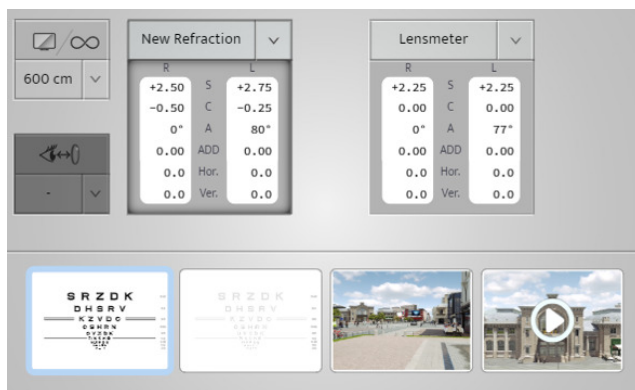 New Refraction
Lensmeter
600 cm
R L
+2.50 S +2.75
-0.50 C -0.25
0° A 80°
0.00 ADD 0.00
0.0 Hor. 0.0
0.0 Ver. 0.0
-
R L
+2.25 S +2.25
0.00 C 0.00
0° A 77°
0.00 ADD 0.00
0.0 Hor. 0.0
0.0 Ver. 0.0
S R Z D K
D H S R V
K Z V D C
S R Z D K
D H S R V
K Z V D C